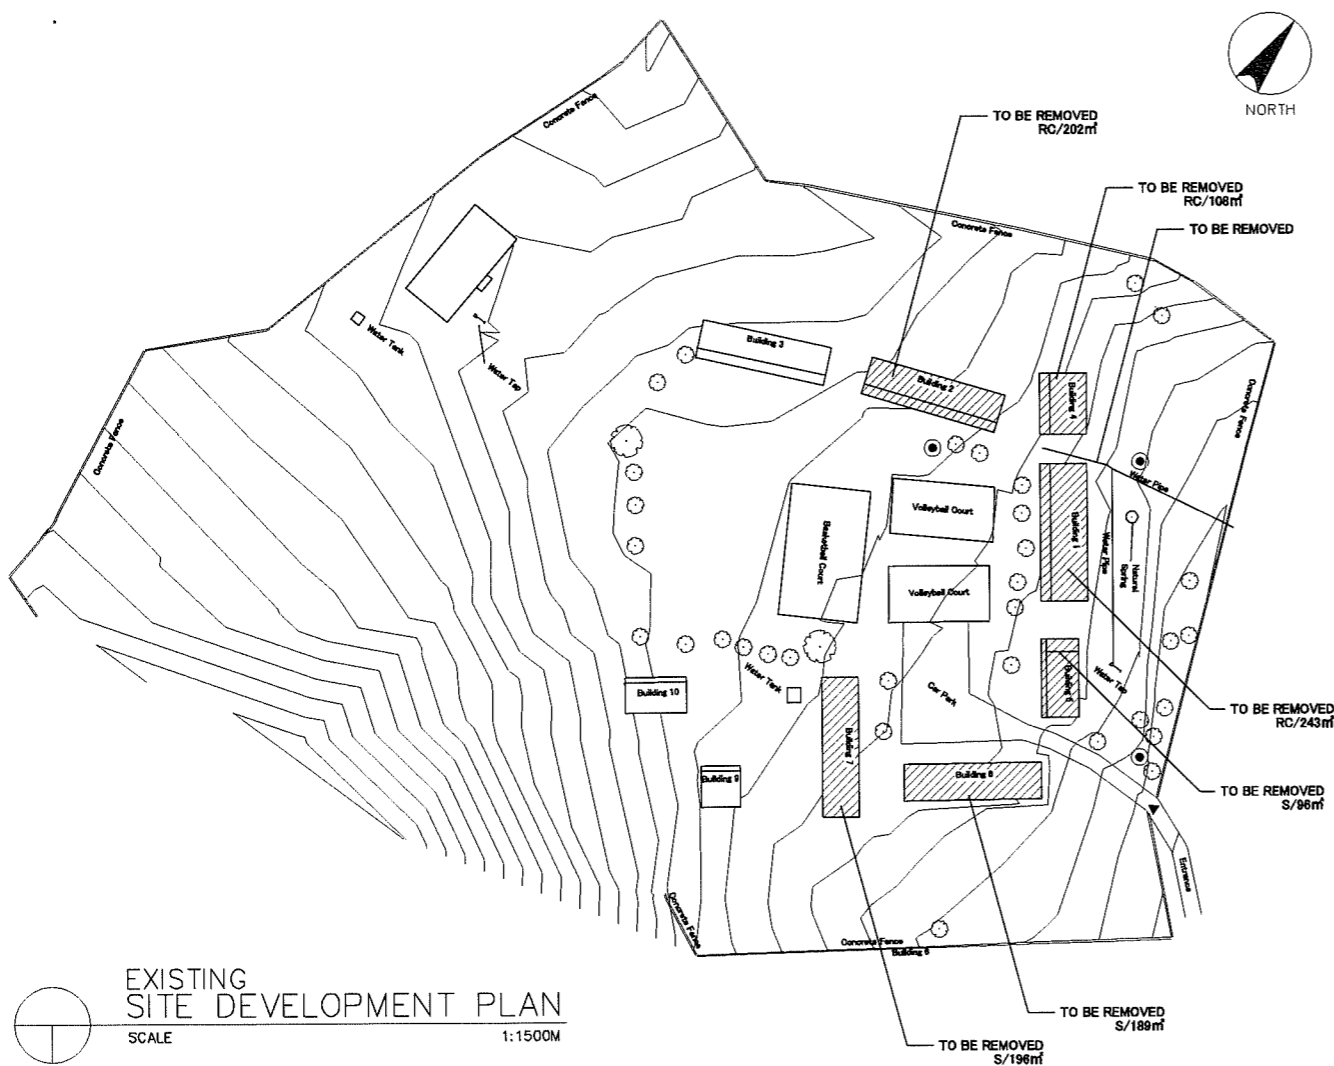 NORTH
TO BE REMOVED
RC/202㎡
TO BE REMOVED
RC/108㎡
TO BE REMOVED
Concrete Fence
Concrete Fence
Concrete Fence
Concrete Fence
Water Tank
Water Tap
Building 3
Building 2
Building 4
Water Pipe
Volleyball Court
Basketball Court
Building 1
Water Pipe
Natural
Spring
Volleyball Court
Water Tap
Water Tank
Building 10
Car Park
TO BE REMOVED
RC/243㎡
Building 7
Building 9
Building 8
TO BE REMOVED
S/96㎡
Entrance
Concrete Fence
Concrete Fence
Building 6
TO BE REMOVED
S/189㎡
TO BE REMOVED
S/196㎡
EXISTING
SITE DEVELOPMENT PLAN
SCALE
1:1500M